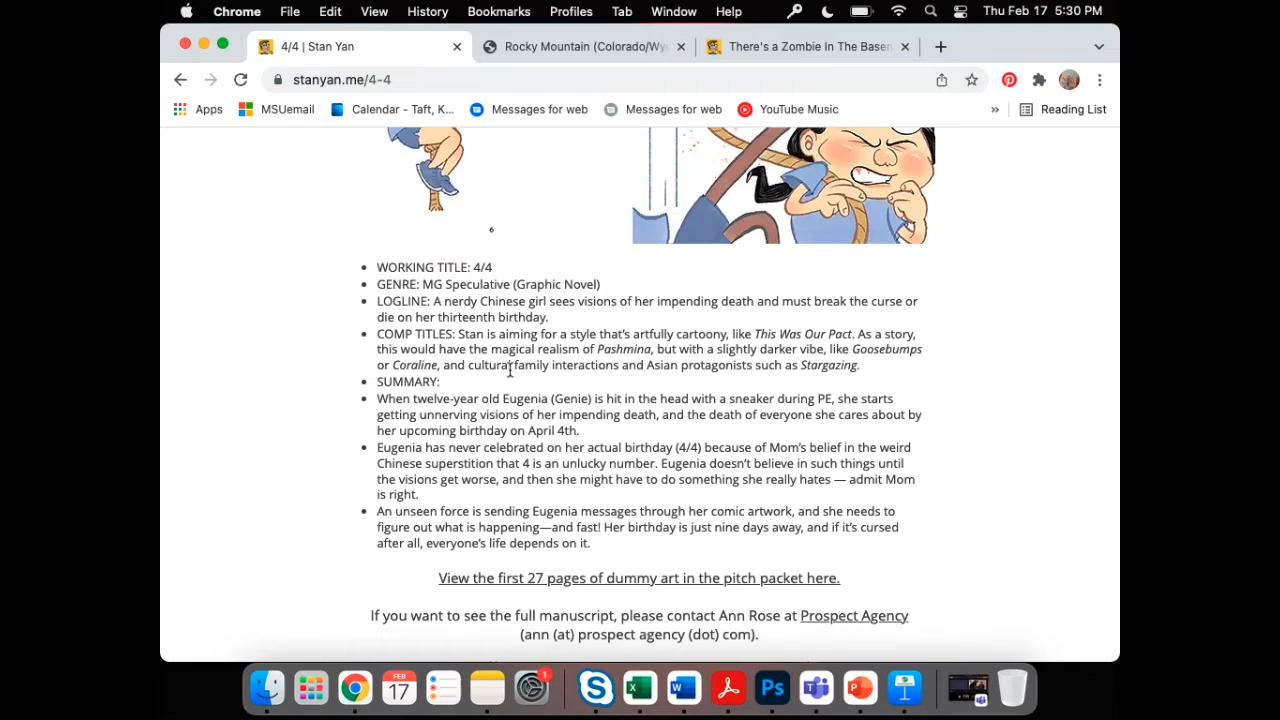 Chrome File Edit View History Bookmarks Profiles Tab Window Help Thu Feb 17 5:30 PM
4/4 | Stan Yan Rocky Mountain (Colorado/Wy There's a Zombie In The Basen
stanyan.me/4-4
Apps MSUemail Calendar - Taft, K... Messages for web Messages for web YouTube Music » Reading List
6
• WORKING TITLE: 4/4
• GENRE: MG Speculative (Graphic Novel)
• LOGLINE: A nerdy Chinese girl sees visions of her impending death and must break the curse or
die on her thirteenth birthday.
• COMP TITLES: Stan is aiming for a style that's artfully cartoony, like This Was Our Pact. As a story,
this would have the magical realism of Pashmina, but with a slightly darker vibe, like Goosebumps
or Coraline, and cultural family interactions and Asian protagonists such as Stargazing.
• SUMMARY:
• When twelve-year old Eugenia (Genie) is hit in the head with a sneaker during PE, she starts
getting unnerving visions of her impending death, and the death of everyone she cares about by
her upcoming birthday on April 4th.
• Eugenia has never celebrated on her actual birthday (4/4) because of Mom's belief in the weird
Chinese superstition that 4 is an unlucky number. Eugenia doesn't believe in such things until
the visions get worse, and then she might have to do something she really hates — admit Mom
is right.
• An unseen force is sending Eugenia messages through her comic artwork, and she needs to
figure out what is happening—and fast! Her birthday is just nine days away, and if it's cursed
after all, everyone's life depends on it.
View the first 27 pages of dummy art in the pitch packet here.
If you want to see the full manuscript, please contact Ann Rose at Prospect Agency
(ann (at) prospect agency (dot) com).
FEB
17
1
S X W Ps T P